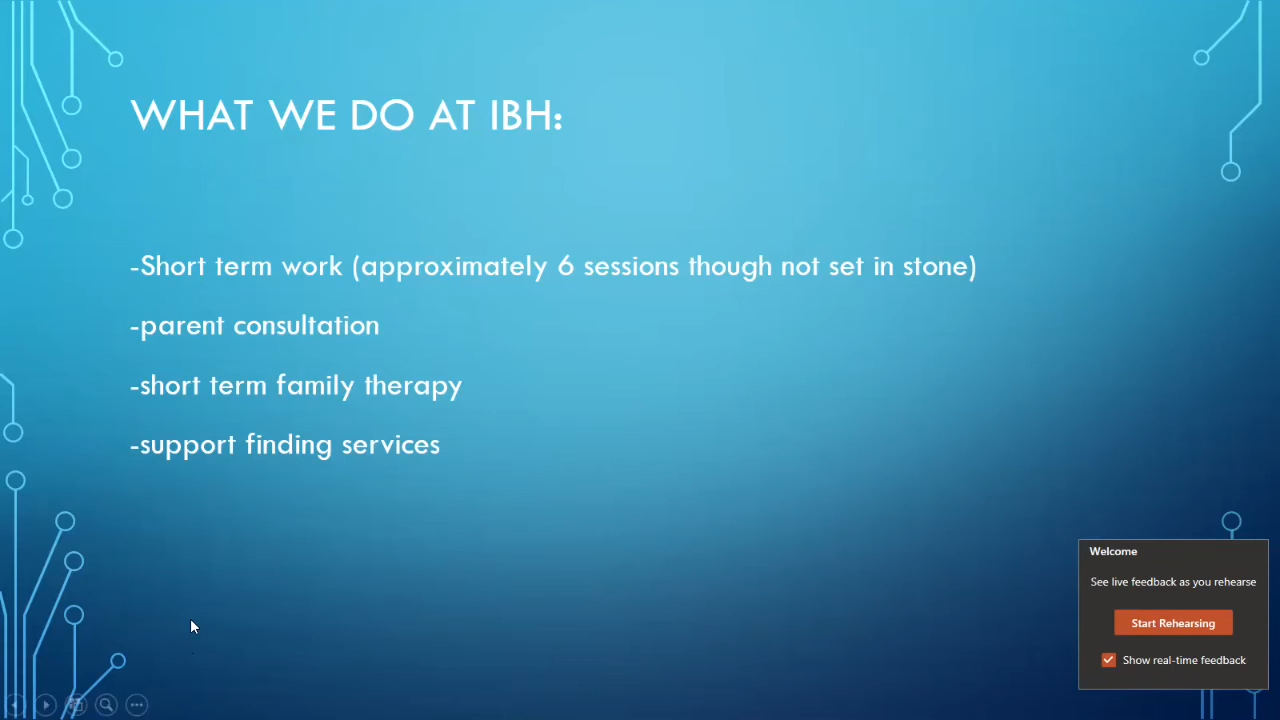 WHAT WE DO AT IBH:
-Short term work (approximately 6 sessions though not set in stone)
-parent consultation
-short term family therapy
-support finding services
Welcome
See live feedback as you rehearse
Start Rehearsing
Show real-time feedback